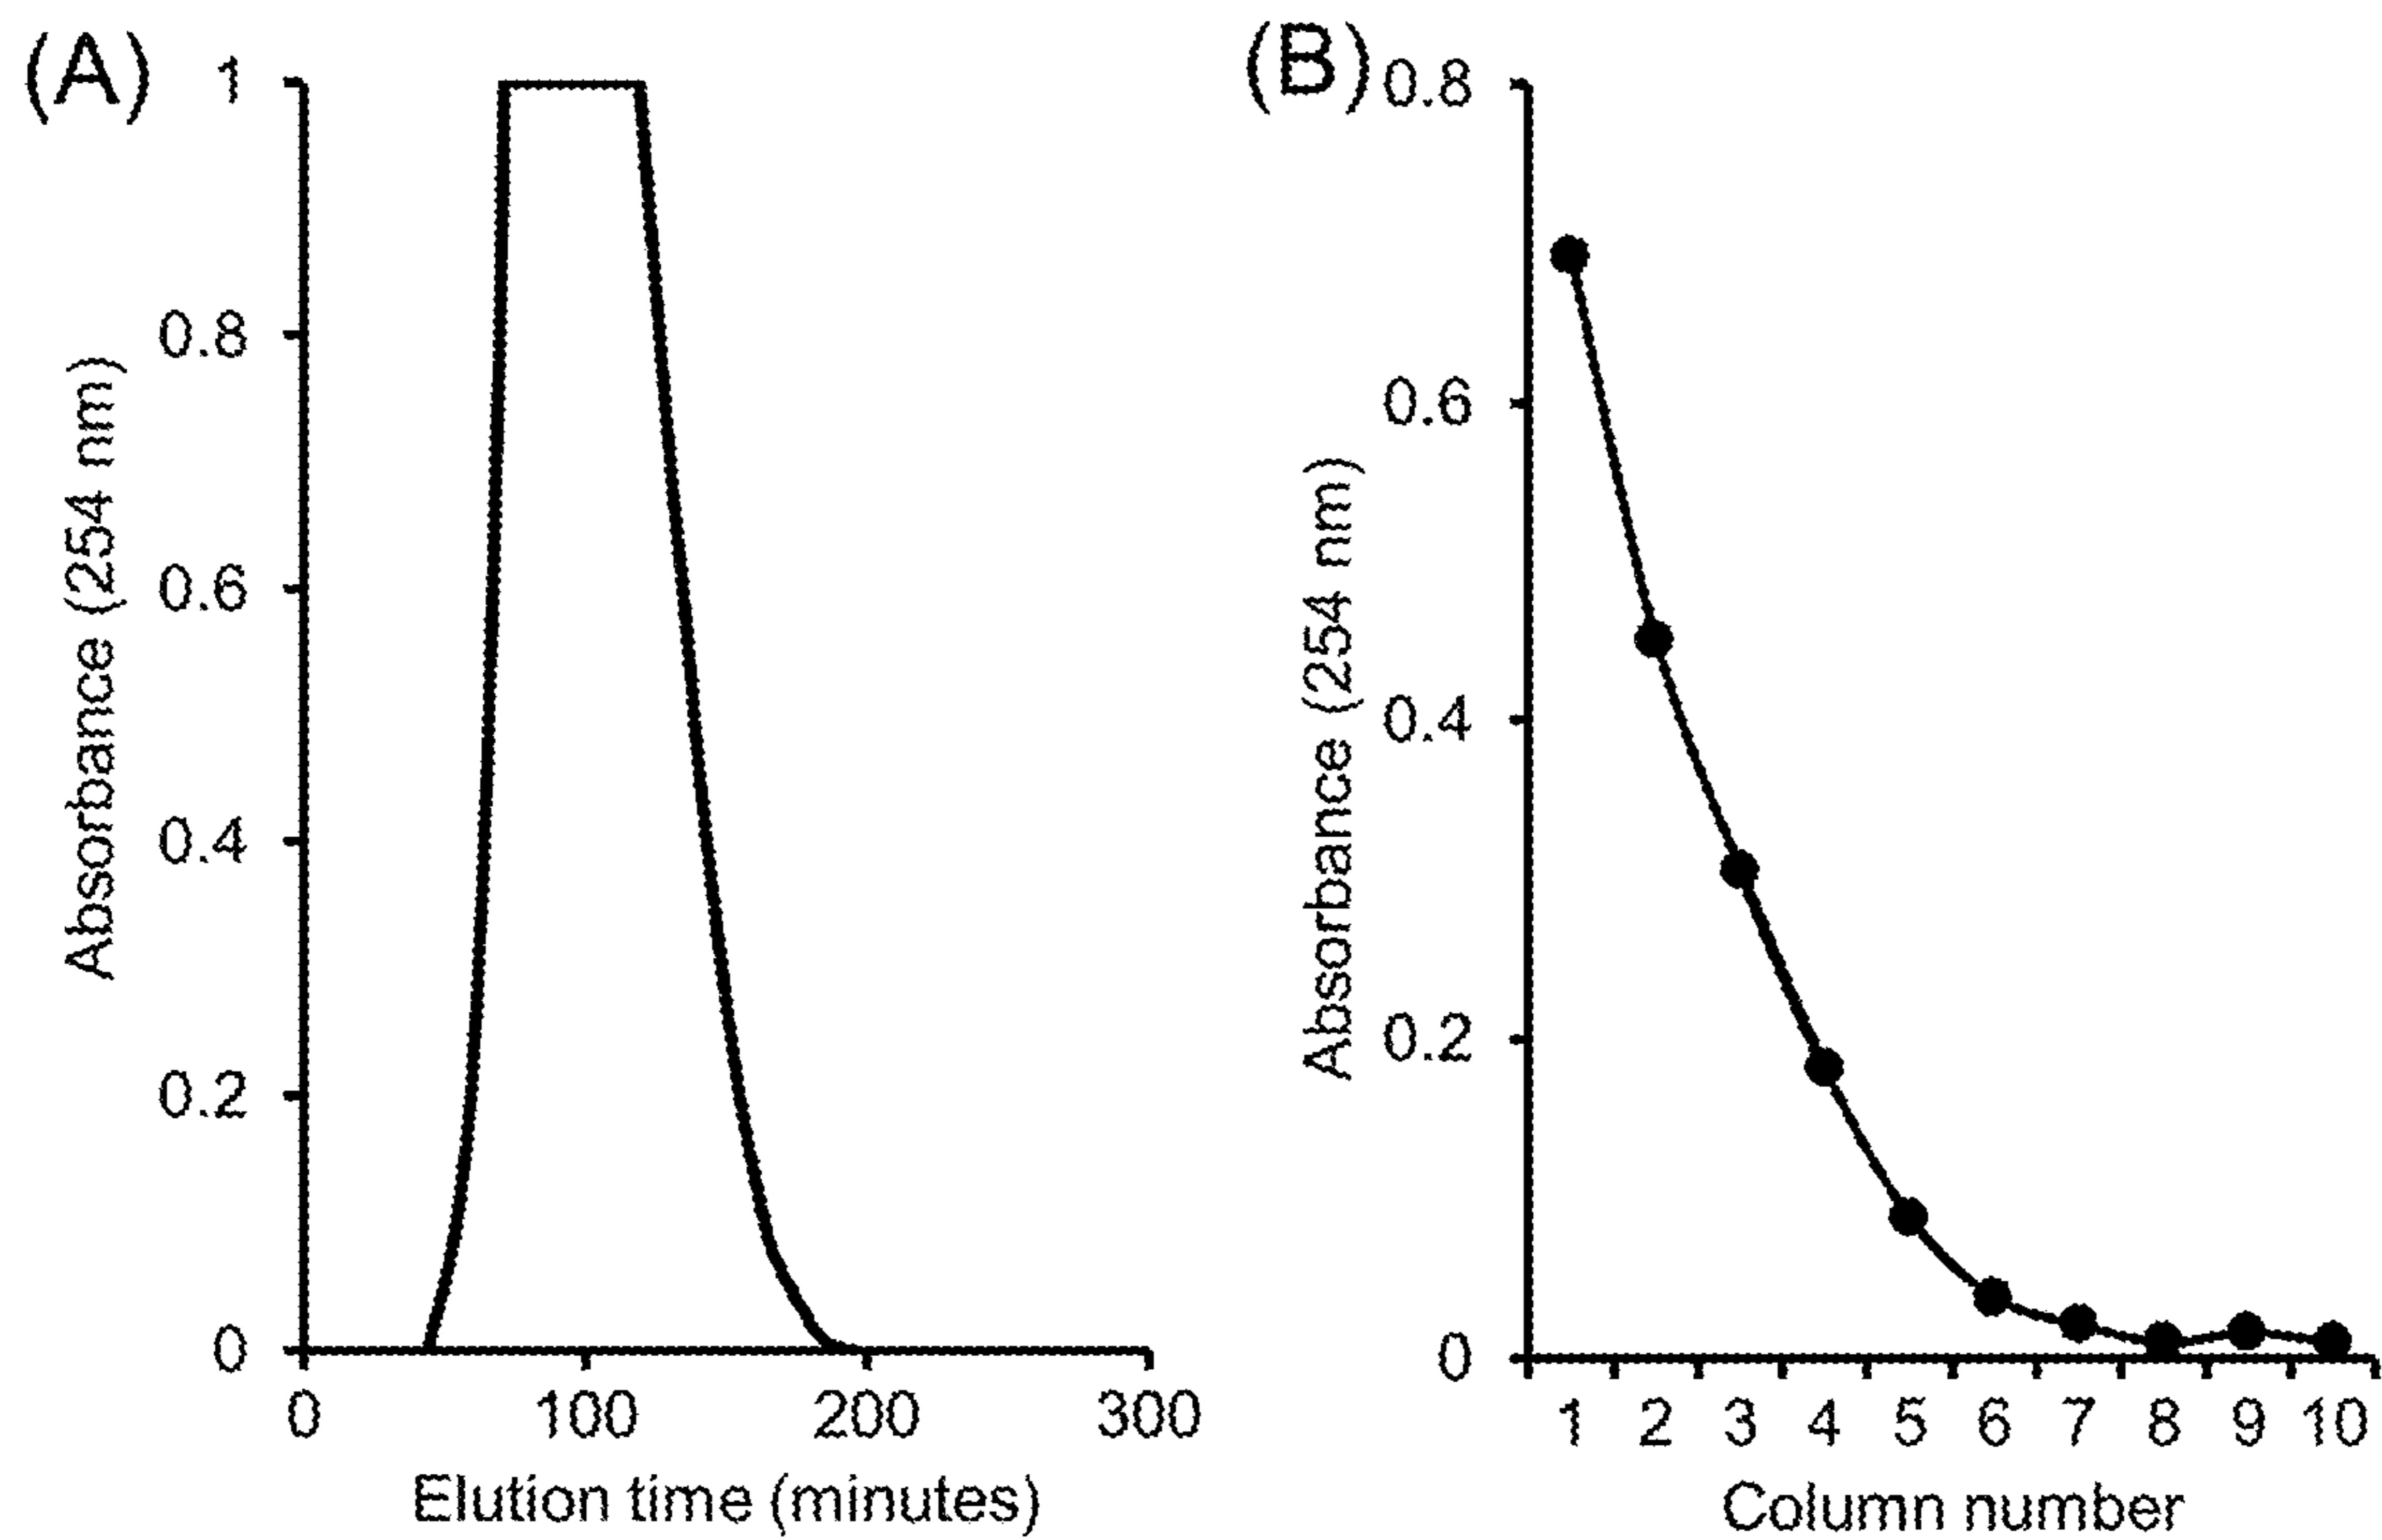 (A)
1
0.8
0.6
0.4
0.2
0
Absorbance (254 nm)
0 100 200 300
Elution time (minutes)
(B)
0.8
0.6
0.4
0.2
0
Absorbance (254 nm)
1 2 3 4 5 6 7 8 9 10
Column number